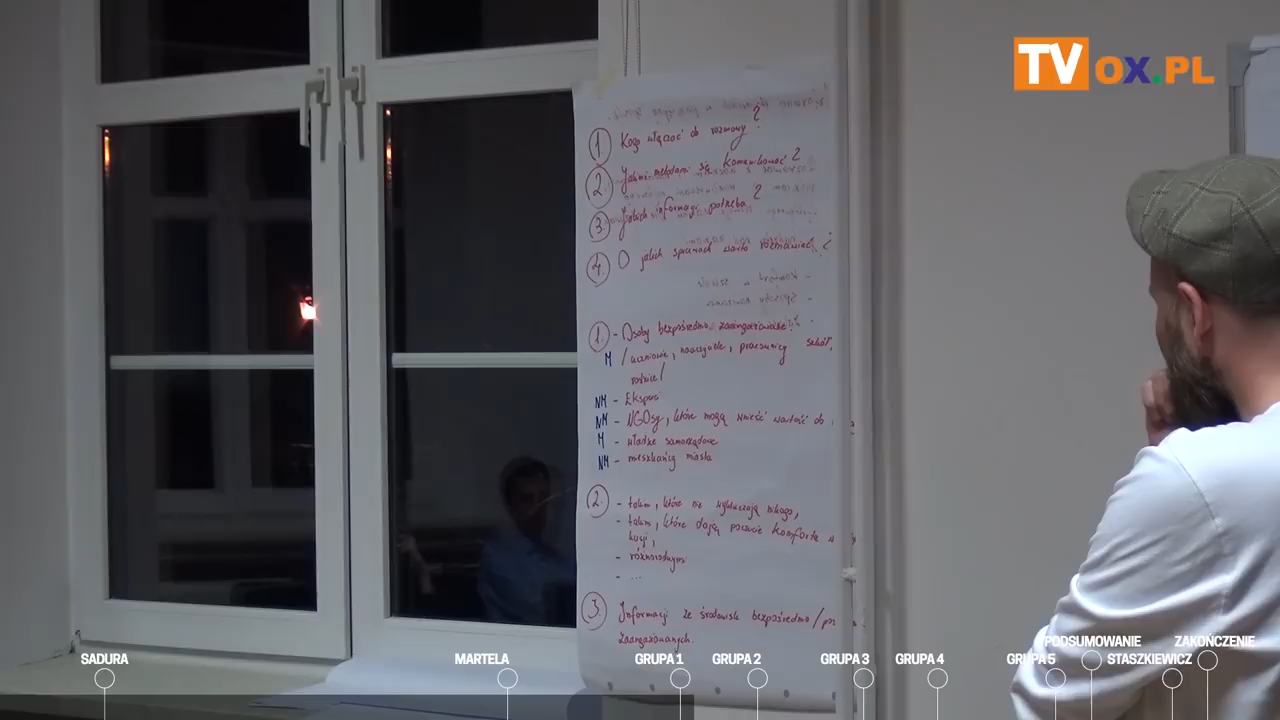 TVOX.PL
1 Kogo włączać do rozmowy?
2. Jakimi metodami się komunikować?
3. Jakich informacji potrzeba?
4. O jakich sprawach warto rozmawiać?
1. - Osoby bezpośrednio zaangażowane
M /uczniowie, nauczyciele, pracownicy szkół,
rodzice/
NM - Eksperci
NM - NGOsy, które mogą wnieść wartość do
M - władze samorządowe
NM - mieszkańcy miasta
2. - takim, które nie wykluczają nikogo,
- takim, które dają poczucie komfortu
- różnorodnym
- ...
3. Informacji ze środowisk bezpośrednio/
zaangażowanych.
PODSUMOWANIE ZAKOŃCZENIE
SADURA MARTELA GRUPA 1 GRUPA 2 GRUPA 3 GRUPA 4 GRUPA 5 STASZKIEWICZ